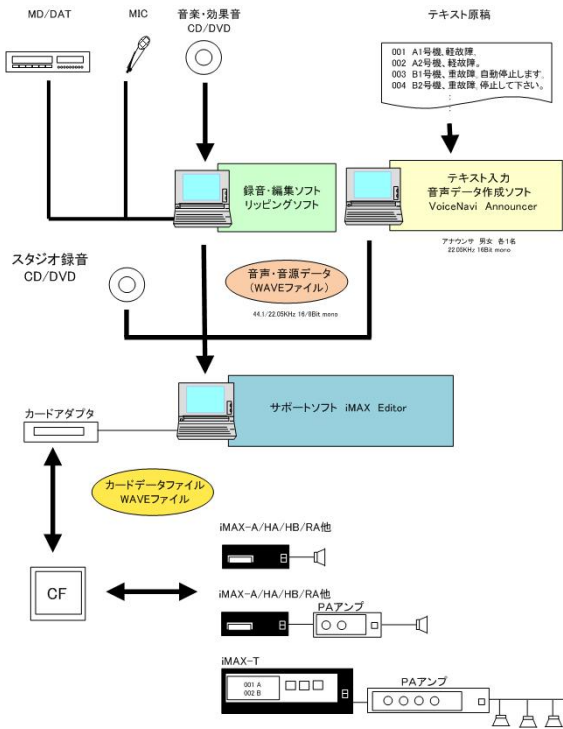 MD/DAT
MIC
音楽・効果音
CD/DVD
テキスト原稿
001 A1号機、軽故障。
002 A2号機、軽故障。
003 B1号機、重故障、自動停止します。
004 B2号機、重故障、停止して下さい。
録音・編集ソフト
リッピングソフト
テキスト入力
音声データ作成ソフト
VoiceNavi Announcer
アナウンサ 男女 各1名
22.05KHz 16Bit mono
スタジオ録音
CD/DVD
音声・音源データ
(WAVEファイル)
44.1/22.05KHz 16/8Bit mono
サポートソフト iMAX Editor
カードアダプタ
カードデータファイル
WAVEファイル
CF
iMAX-A/HA/HB/RA他
iMAX-A/HA/HB/RA他
PAアンプ
iMAX-T
001 A
002 B
PAアンプ